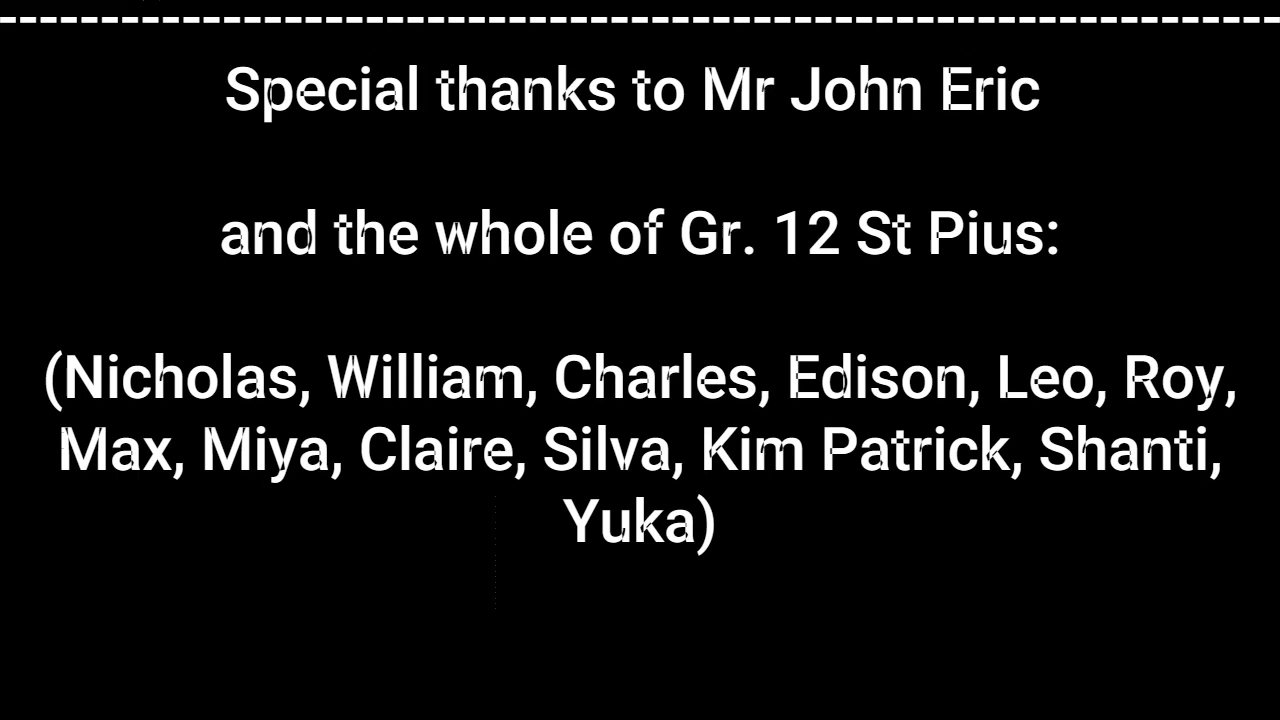 Special thanks to Mr John Eric
and the whole of Gr. 12 St Pius:
(Nicholas, William, Charles, Edison, Leo, Roy,
Max, Miya, Claire, Silva, Kim Patrick, Shanti,
Yuka)